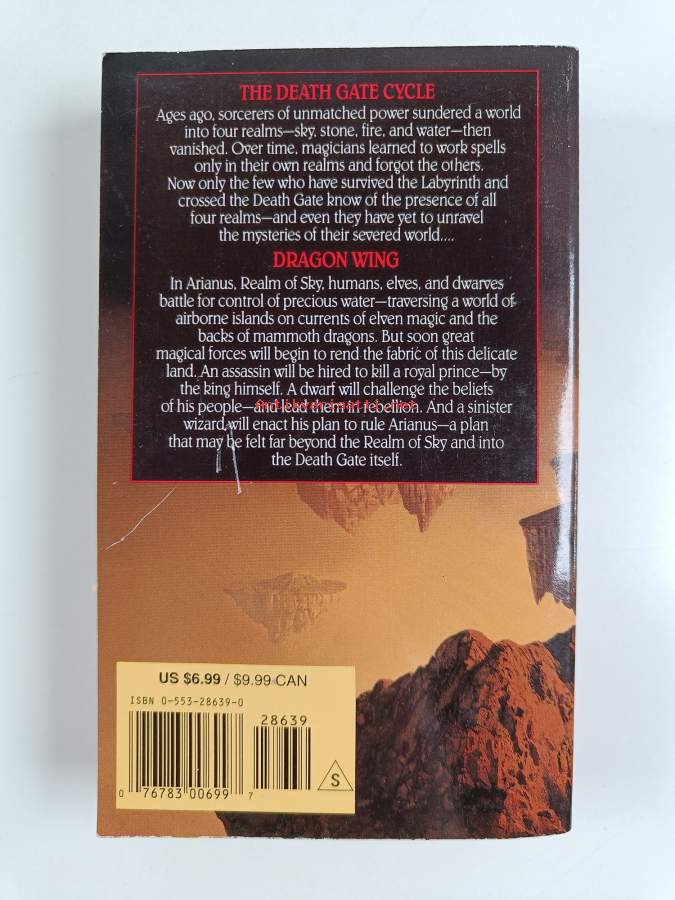 THE DEATH GATE CYCLE
Ages ago, sorcerers of unmatched power sundered a world
into four realms—sky, stone, fire, and water—then
vanished. Over time, magicians learned to work spells
only in their own realms and forgot the others.
Now only the few who have survived the Labyrinth and
crossed the Death Gate know of the presence of all
four realms—and even they have yet to unravel
the mysteries of their severed world....
DRAGON WING
In Arianus, Realm of Sky, humans, elves, and dwarves
battle for control of precious water—traversing a world of
airborne islands on currents of elven magic and the
backs of mammoth dragons. But soon great
magical forces will begin to rend the fabric of this delicate
land. An assassin will be hired to kill a royal prince—by
the king himself. A dwarf will challenge the beliefs
of his people—and lead them in rebellion. And a sinister
wizard will enact his plan to rule Arianus—a plan
that may be felt far beyond the Realm of Sky and into
the Death Gate itself.
US $6.99 / $9.99 CAN
ISBN 0-553-28639-0
28639
0 76783 00699 7
S